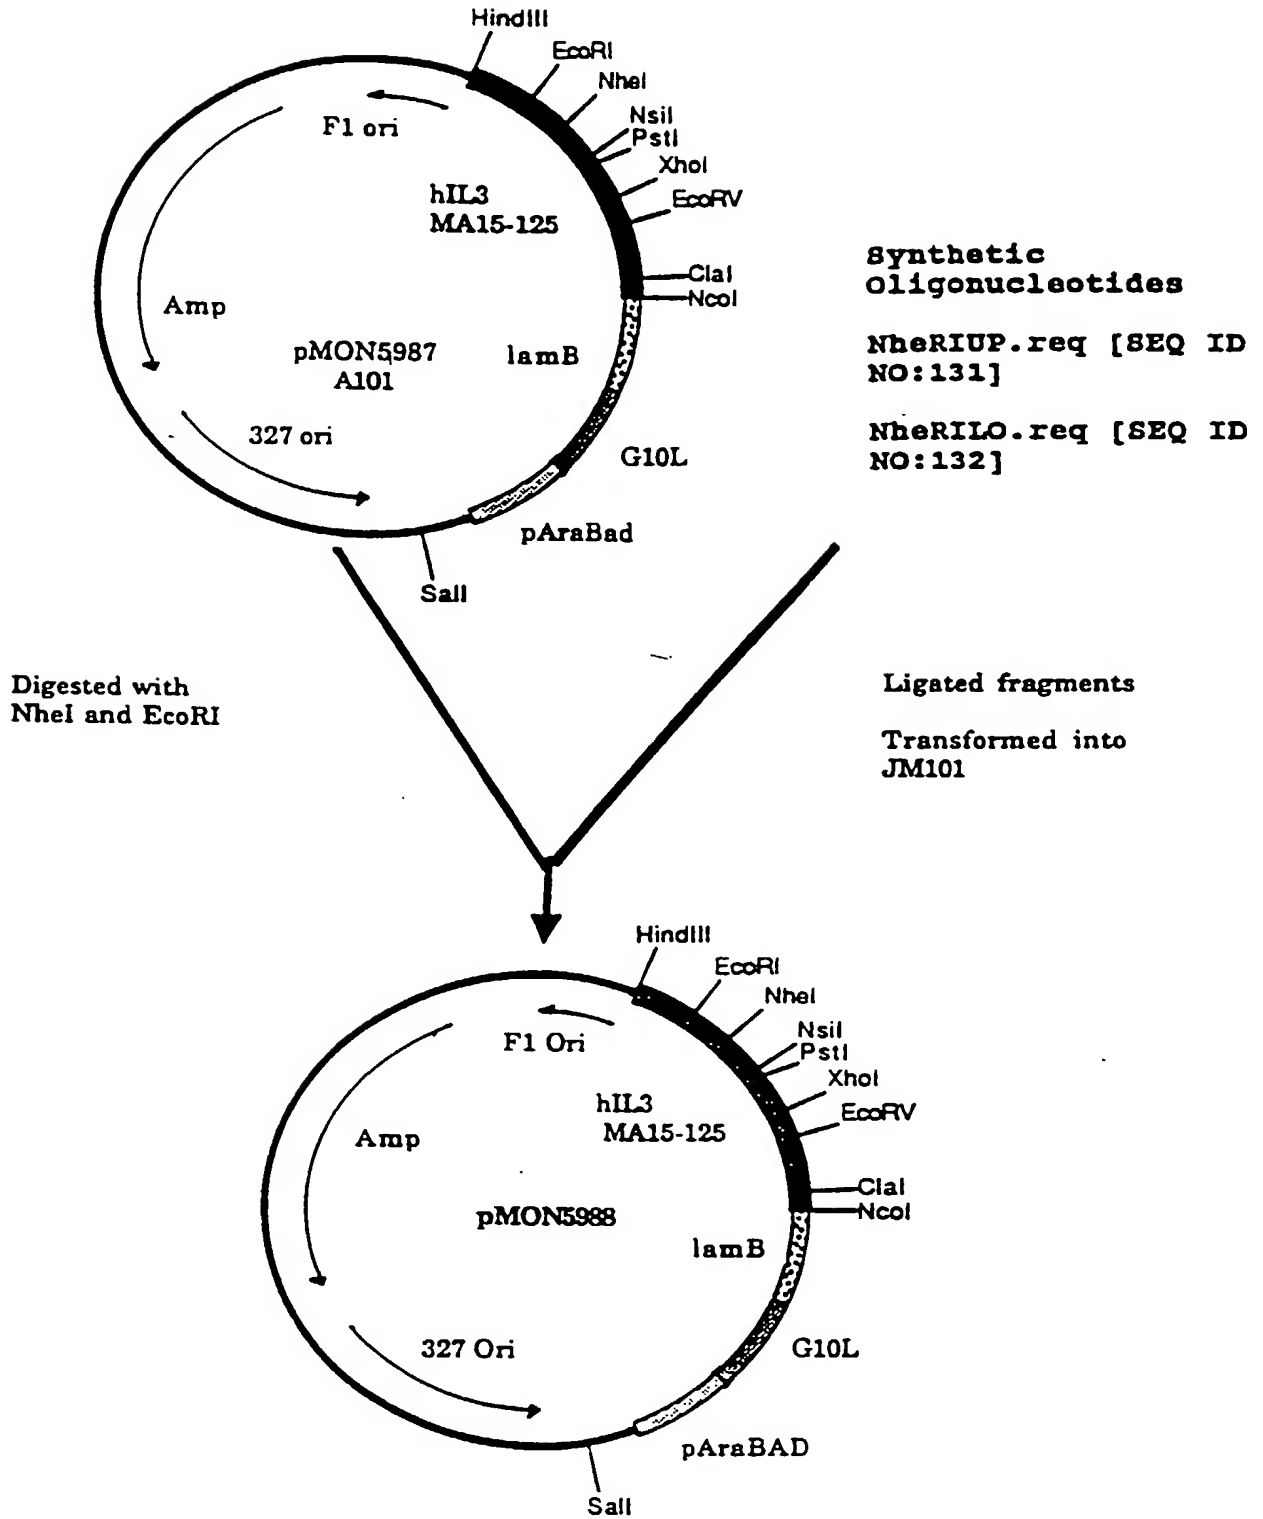 HindIII
EcoRI
NheI
NsiI
PstI
XhoI
EcoRV
ClaI
NcoI
F1 ori
hIL3
MA15-125
Amp
pMON5987
A101
lamB
327 ori
G10L
pAraBad
SalI
Synthetic
Oligonucleotides
NheRIUP.req [SEQ ID
NO:131]
NheRILO.req [SEQ ID
NO:132]
Digested with
NheI and EcoRI
Ligated fragments
Transformed into
JM101
HindIII
EcoRI
NheI
NsiI
PstI
XhoI
EcoRV
ClaI
NcoI
F1 Ori
hIL3
MA15-125
Amp
pMON5988
lamB
327 Ori
G10L
pAraBAD
SalI